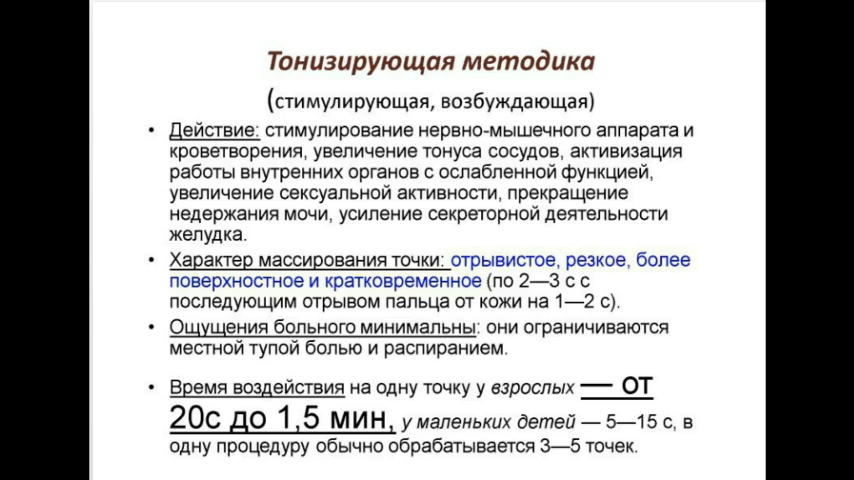 Тонизирующая методика
(стимулирующая, возбуждающая)
• Действие: стимулирование нервно-мышечного аппарата и
кроветворения, увеличение тонуса сосудов, активизация
работы внутренних органов с ослабленной функцией,
увеличение сексуальной активности, прекращение
недержания мочи, усиление секреторной деятельности
желудка.
• Характер массирования точки: отрывистое, резкое, более
поверхностное и кратковременное (по 2—3 с с
последующим отрывом пальца от кожи на 1—2 с).
• Ощущения больного минимальны: они ограничиваются
местной тупой болью и распиранием.
• Время воздействия на одну точку у взрослых — от
20с до 1,5 мин, у маленьких детей — 5—15 с, в
одну процедуру обычно обрабатывается 3—5 точек.